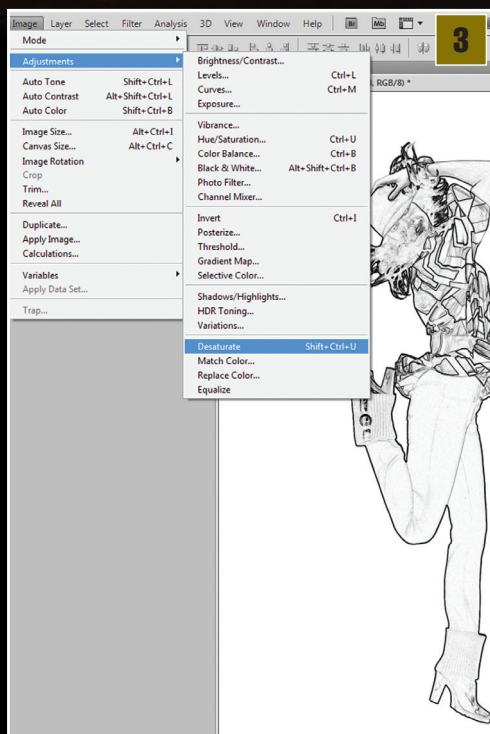 Image Layer Select Filter Analysis 3D View Window Help Br Mb
3
Mode
Adjustments
Auto Tone Shift+Ctrl+L
Auto Contrast Alt+Shift+Ctrl+L
Auto Color Shift+Ctrl+B
Image Size... Alt+Ctrl+I
Canvas Size... Alt+Ctrl+C
Image Rotation
Crop
Trim...
Reveal All
Duplicate...
Apply Image...
Calculations...
Variables
Apply Data Set...
Trap...
Brightness/Contrast...
Levels... Ctrl+L
Curves... Ctrl+M
Exposure...
Vibrance...
Hue/Saturation... Ctrl+U
Color Balance... Ctrl+B
Black & White... Alt+Shift+Ctrl+B
Photo Filter...
Channel Mixer...
Invert Ctrl+I
Posterize...
Threshold...
Gradient Map...
Selective Color...
Shadows/Highlights...
HDR Toning...
Variations...
Desaturate Shift+Ctrl+U
Match Color...
Replace Color...
Equalize
, RGB/8) *